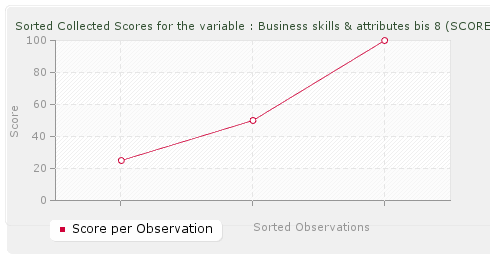 Sorted Collected Scores for the variable : Business skills & attributes bis 8 (SCORE
100
80
60
40
20
0
Score
Sorted Observations
Score per Observation